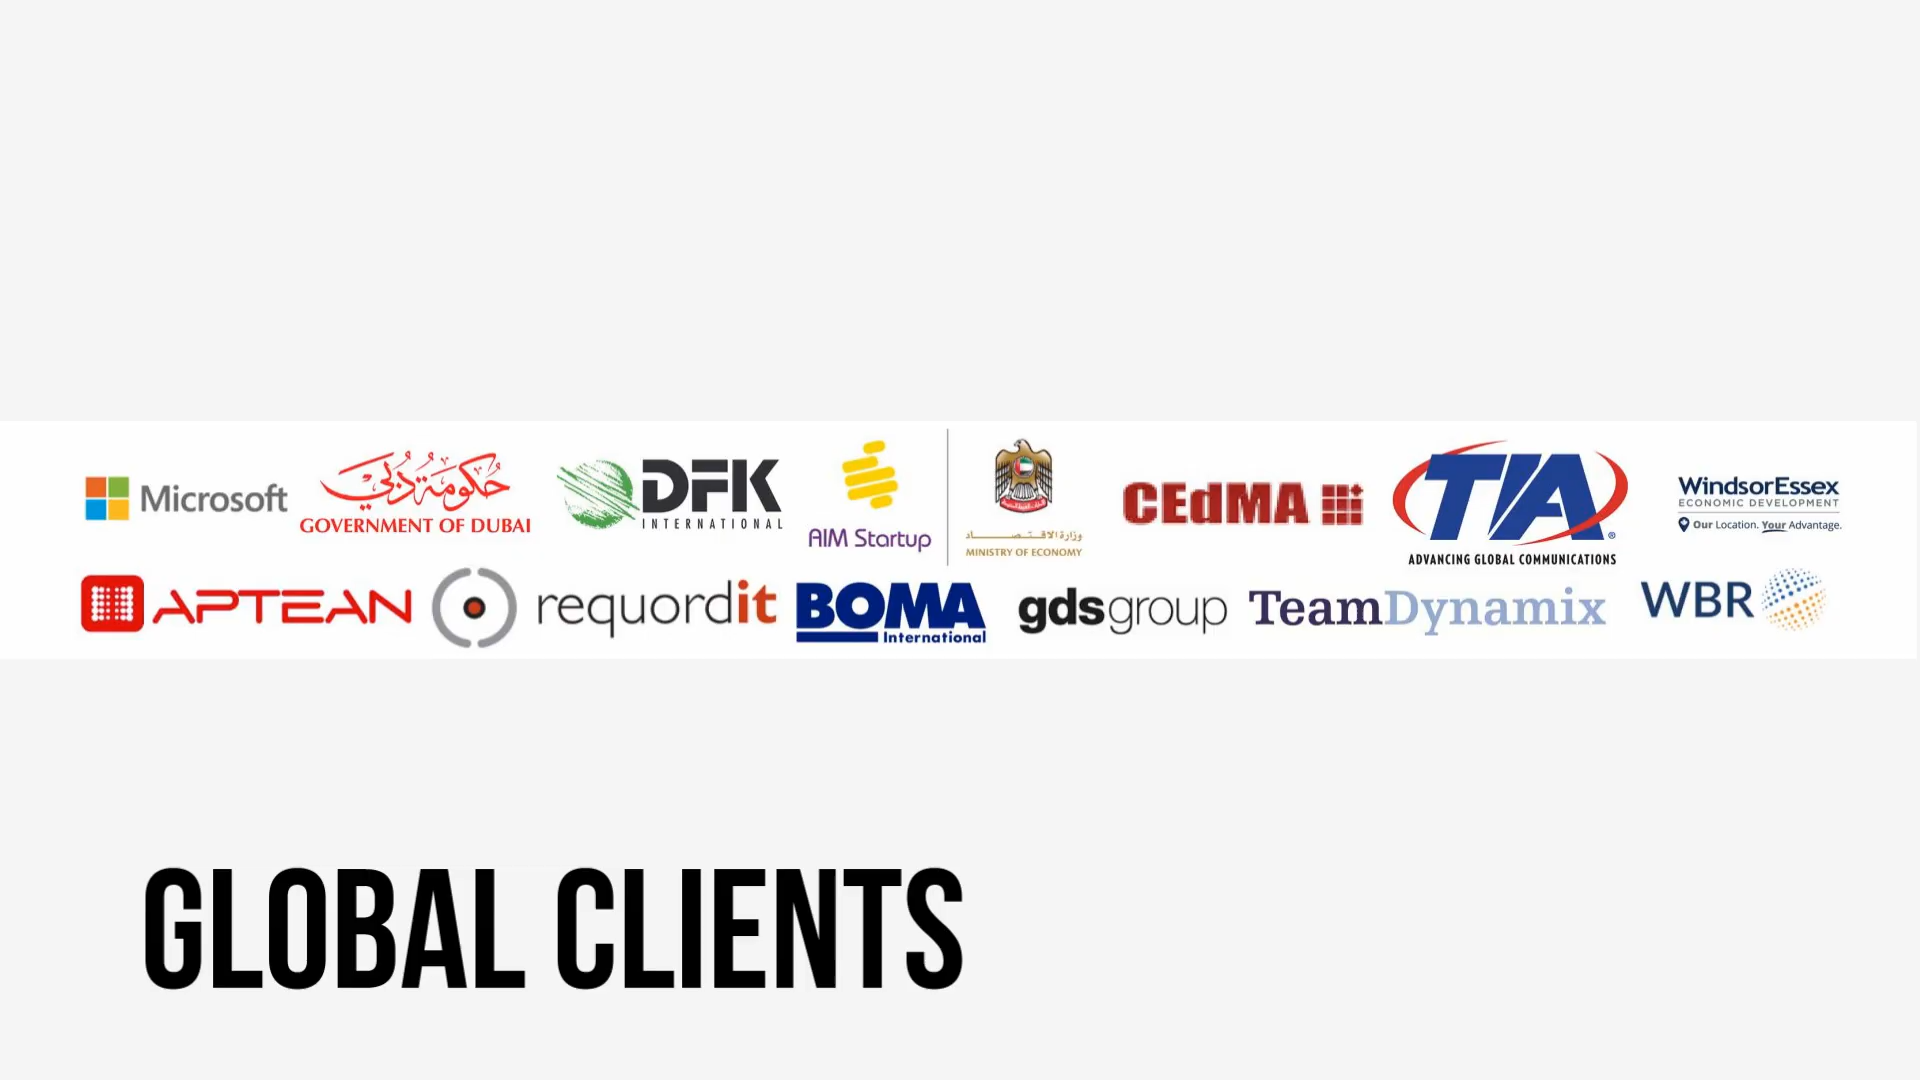 Microsoft
حكومة دبي
GOVERNMENT OF DUBAI
DFK
INTERNATIONAL
AIM Startup
وزارة الاقتصاد
MINISTRY OF ECONOMY
CEdMA
TIA®
ADVANCING GLOBAL COMMUNICATIONS
WindsorEssex
ECONOMIC DEVELOPMENT
Our Location. Your Advantage.
APTEAN
requordit
BOMA
International
gdsgroup
TeamDynamix
WBR
GLOBAL CLIENTS